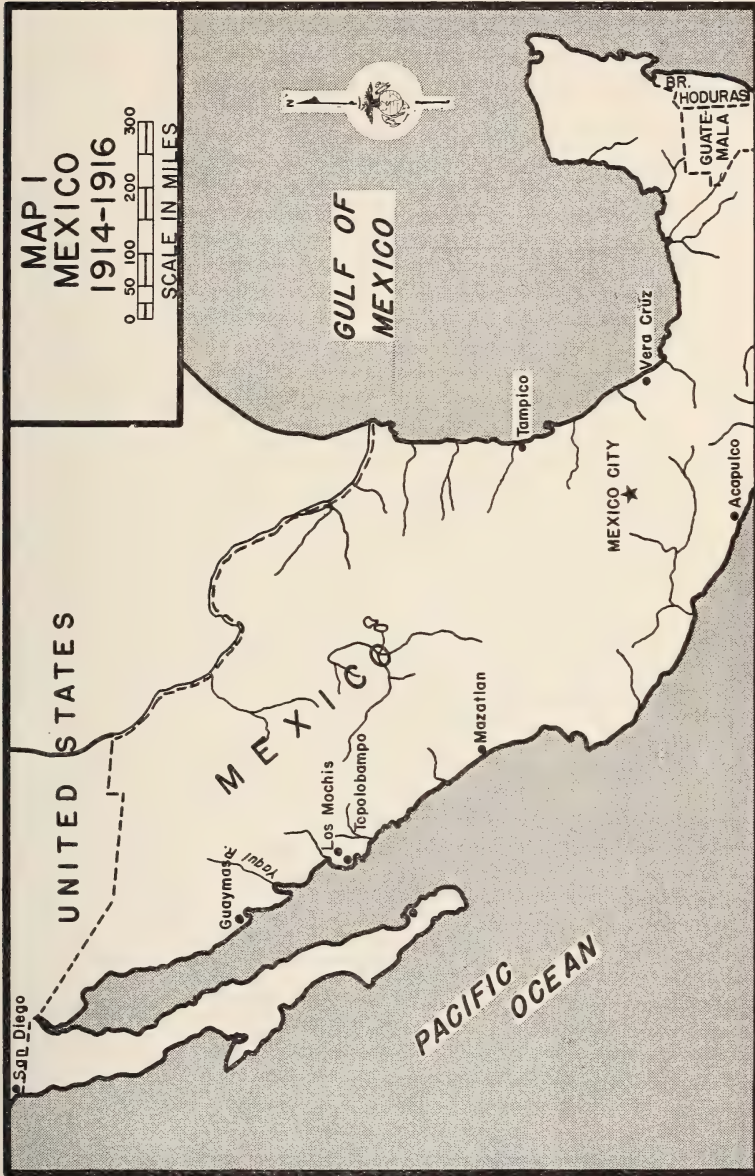 MAP I
MEXICO
1914-1916
0 50 100 200 300
SCALE IN MILES
N
UNITED STATES
San Diego
GULF OF
MEXICO
MEXICO
Guaymas
Yaqui R.
Los Mochis
Topolobampo
Mazatlan
Tampico
Vera Cruz
MEXICO CITY
Acapulco
BR.
HODURAS
GUATE-
MALA
PACIFIC
OCEAN